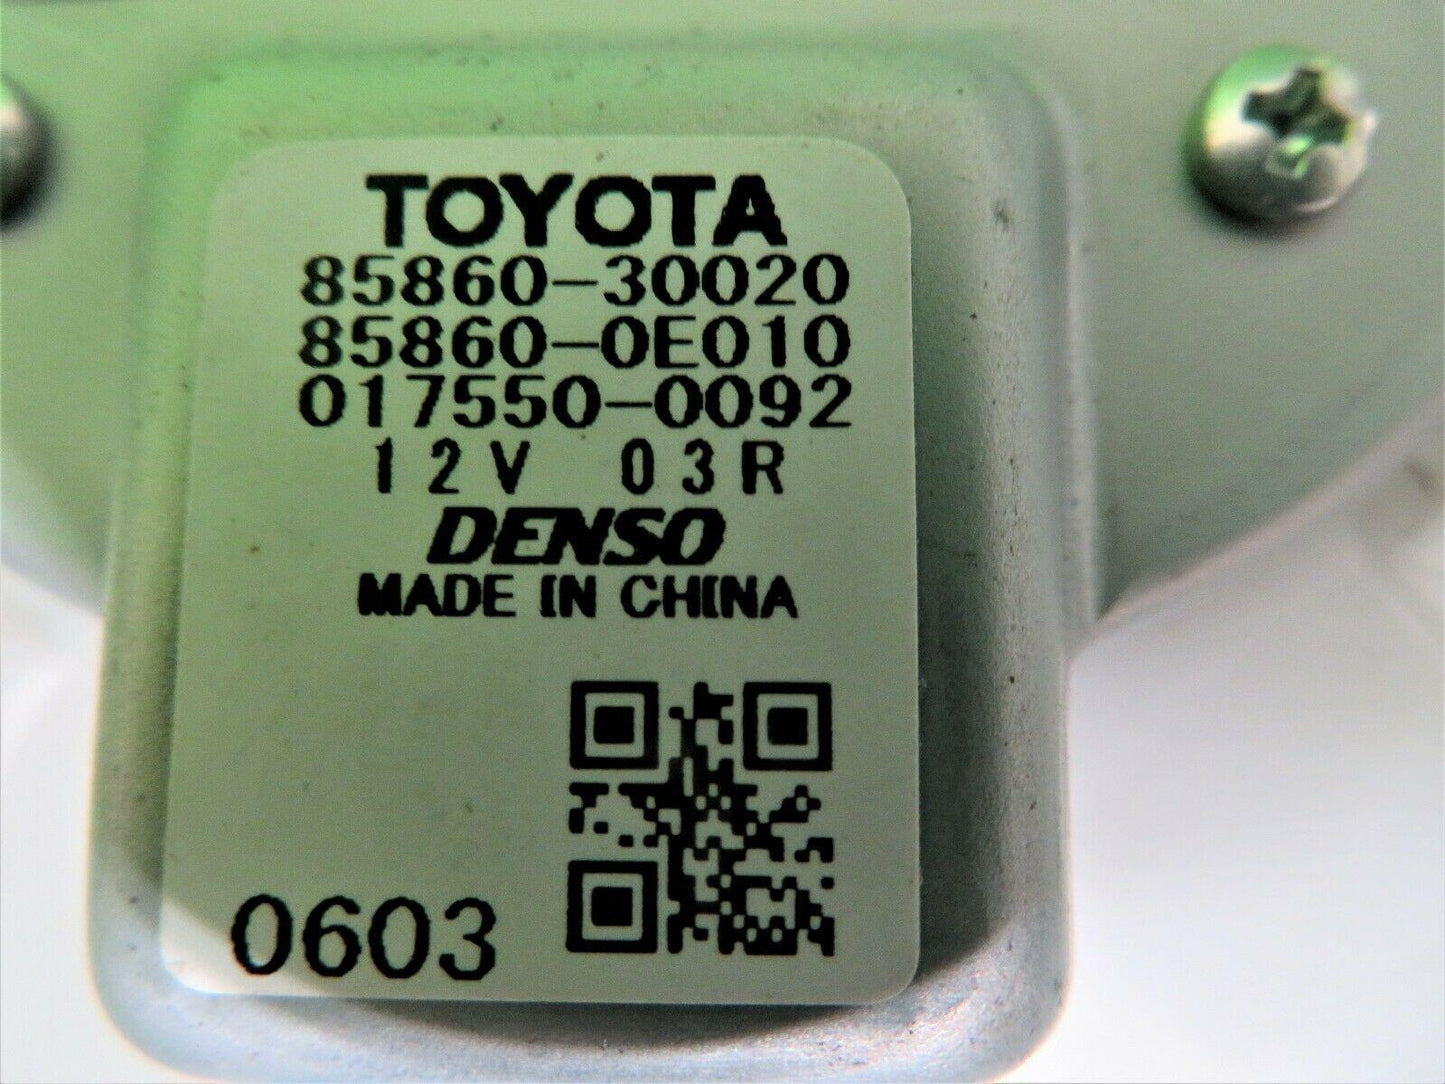 TOYOTA
85860-30020
85860-0E010
017550-0092
12V 03R
DENSO
MADE IN CHINA
0603